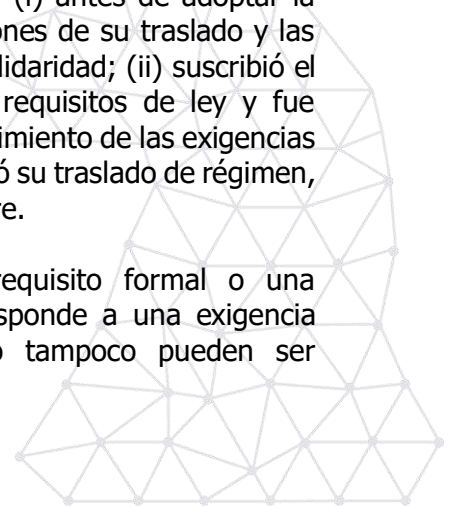 (i) antes de adoptar la
ones de su traslado y las
lidaridad; (ii) suscribió el
requisitos de ley y fue
imiento de las exigencias
ó su traslado de régimen,
re.
requisito formal o una
sponde a una exigencia
o tampoco pueden ser